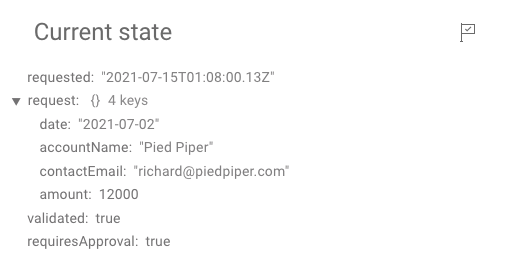 Current state
requested: "2021-07-15T01:08:00.13Z"
▼ request: {} 4 keys
date: "2021-07-02"
accountName: "Pied Piper"
contactEmail: "richard@piedpiper.com"
amount: 12000
validated: true
requiresApproval: true